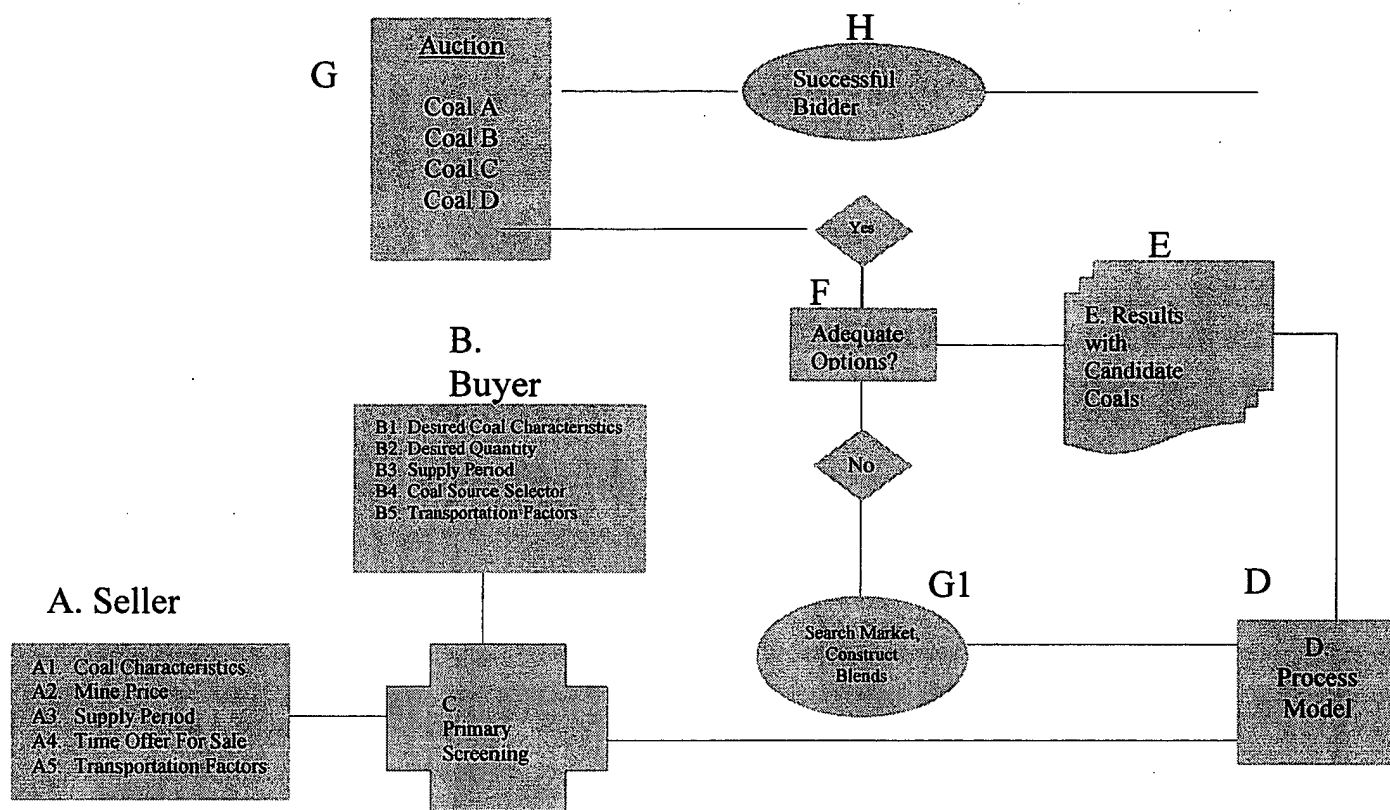 G
Auction
Coal A
Coal B
Coal C
Coal D
H
Successful
Bidder
Yes
F
Adequate
Options?
E
E. Results
with
Candidate
Coals
B.
Buyer
B1. Desired Coal Characteristics
B2. Desired Quantity
B3. Supply Period
B4. Coal Source Selector
B5. Transportation Factors
No
A. Seller
A1. Coal Characteristics
A2. Mine Price
A3. Supply Period
A4. Time Offer For Sale
A5. Transportation Factors
C.
Primary
Screening
G1
Search Market,
Construct
Blends
D
D.
Process
Model